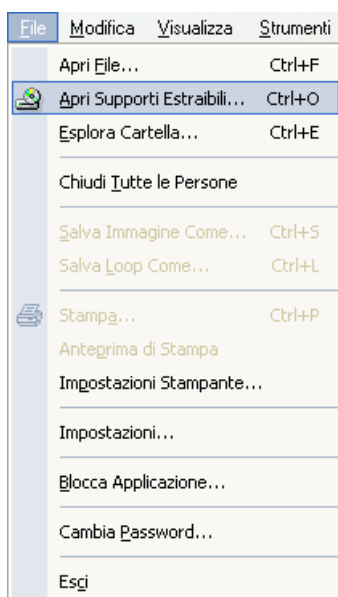 File Modifica Visualizza Strumenti
Apri File... Ctrl+F
Apri Supporti Estraibili... Ctrl+O
Esplora Cartella... Ctrl+E
Chiudi Tutte le Persone
Salva Immagine Come... Ctrl+S
Salva Loop Come... Ctrl+L
Stampa... Ctrl+P
Anteprima di Stampa
Impostazioni Stampante...
Impostazioni...
Blocca Applicazione...
Cambia Password...
Esci